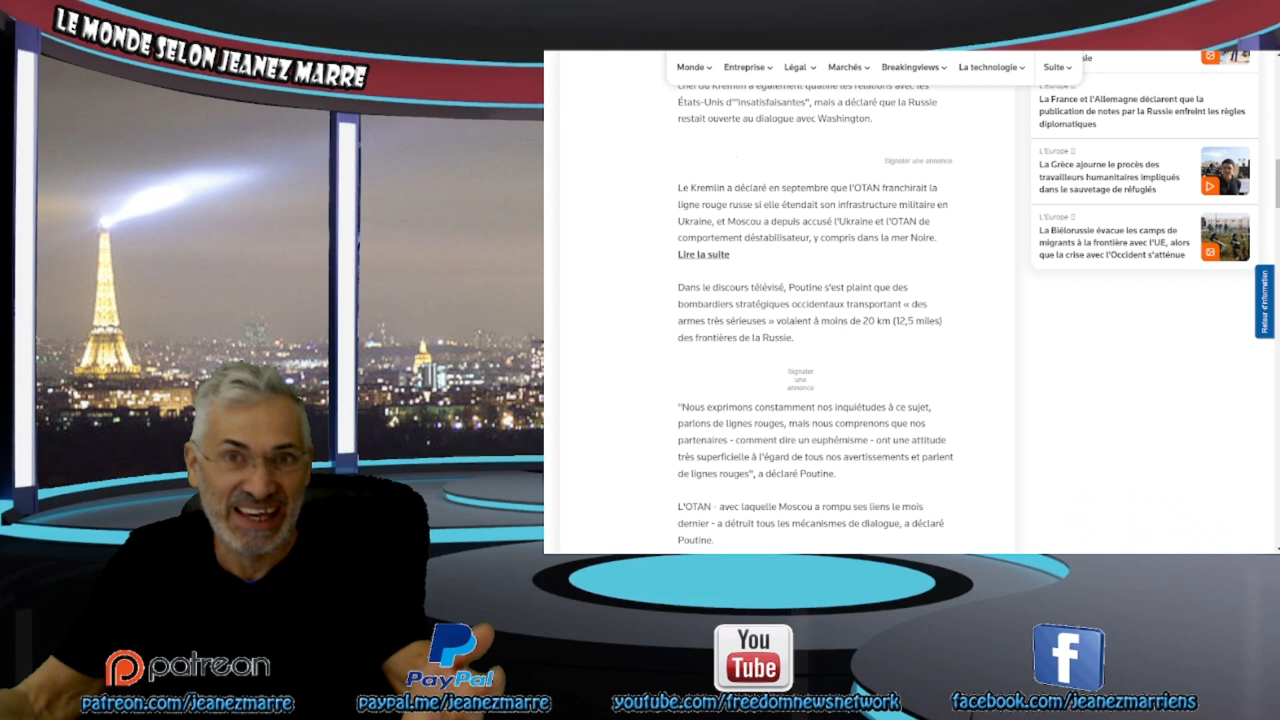 LE MONDE SELON JEANEZ MARRE
Monde Entreprise Légal Marchés Breakingviews La technologie Suite
chef du Kremlin a également qualifié les relations avec les
États-Unis d'"insatisfaisantes", mais a déclaré que la Russie
restait ouverte au dialogue avec Washington.
Signaler une annonce
Le Kremlin a déclaré en septembre que l'OTAN franchirait la
ligne rouge russe si elle étendait son infrastructure militaire en
Ukraine, et Moscou a depuis accusé l'Ukraine et l'OTAN de
comportement déstabilisateur, y compris dans la mer Noire.
Lire la suite
Dans le discours télévisé, Poutine s'est plaint que des
bombardiers stratégiques occidentaux transportant « des
armes très sérieuses » volaient à moins de 20 km (12,5 miles)
des frontières de la Russie.
Signaler
une
annonce
"Nous exprimons constamment nos inquiétudes à ce sujet,
parlons de lignes rouges, mais nous comprenons que nos
partenaires - comment dire un euphémisme - ont une attitude
très superficielle à l'égard de tous nos avertissements et parlent
de lignes rouges", a déclaré Poutine.
L'OTAN - avec laquelle Moscou a rompu ses liens le mois
dernier - a détruit tous les mécanismes de dialogue, a déclaré
Poutine.
L'Europe
La France et l'Allemagne déclarent que la
publication de notes par la Russie enfreint les règles
diplomatiques
L'Europe
La Grèce ajourne le procès des
travailleurs humanitaires impliqués
dans le sauvetage de réfugiés
L'Europe
La Biélorussie évacue les camps de
migrants à la frontière avec l'UE, alors
que la crise avec l'Occident s'atténue
Retour d'information
patreon
PayPal
You
Tube
f
patreon.com/jeanezmarre
paypal.me/jeanezmarre
youtube.com/freedomnewsnetwork
facebook.com/jeanezmarriens